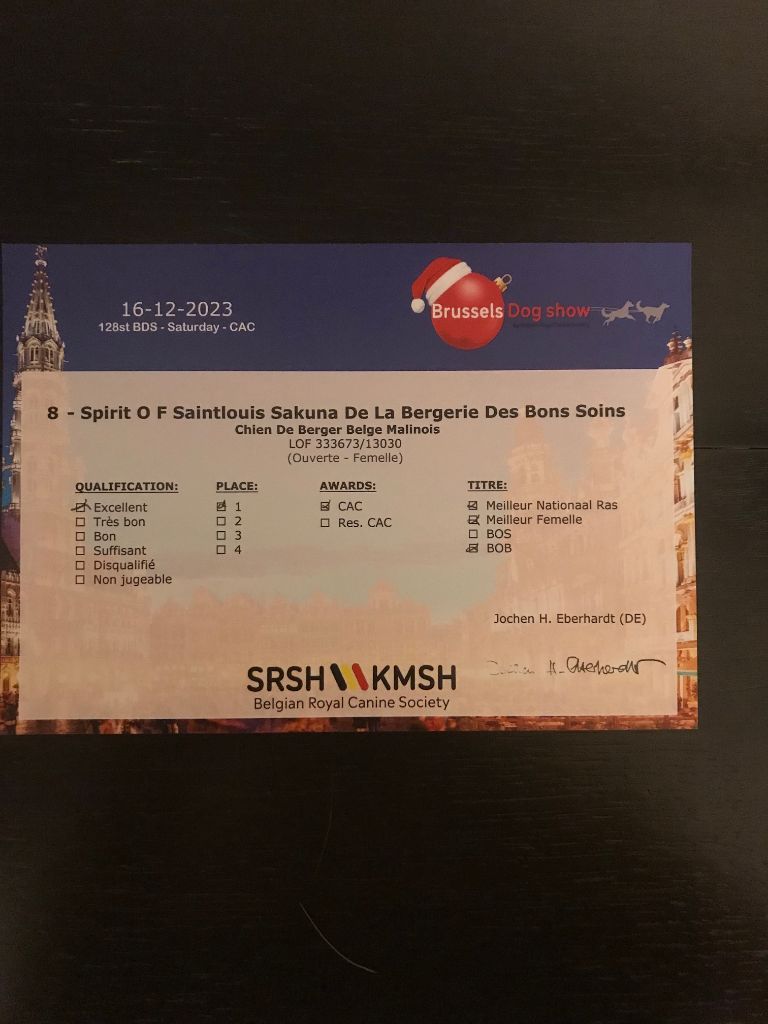 16-12-2023
128st BDS - Saturday - CAC
Brussels Dog show
8 - Spirit O F Saintlouis Sakuna De La Bergerie Des Bons Soins
Chien De Berger Belge Malinois
LOF 333673/13030
(Ouverte - Femelle)
QUALIFICATION:
Excellent
Très bon
Bon
Suffisant
Disqualifié
Non jugeable
PLACE:
1
2
3
4
AWARDS:
CAC
Res. CAC
TITRE:
Meilleur Nationaal Ras
Meilleur Femelle
BOS
BOB
Jochen H. Eberhardt (DE)
H. Eberhardt
SRSH KMSH
Belgian Royal Canine Society